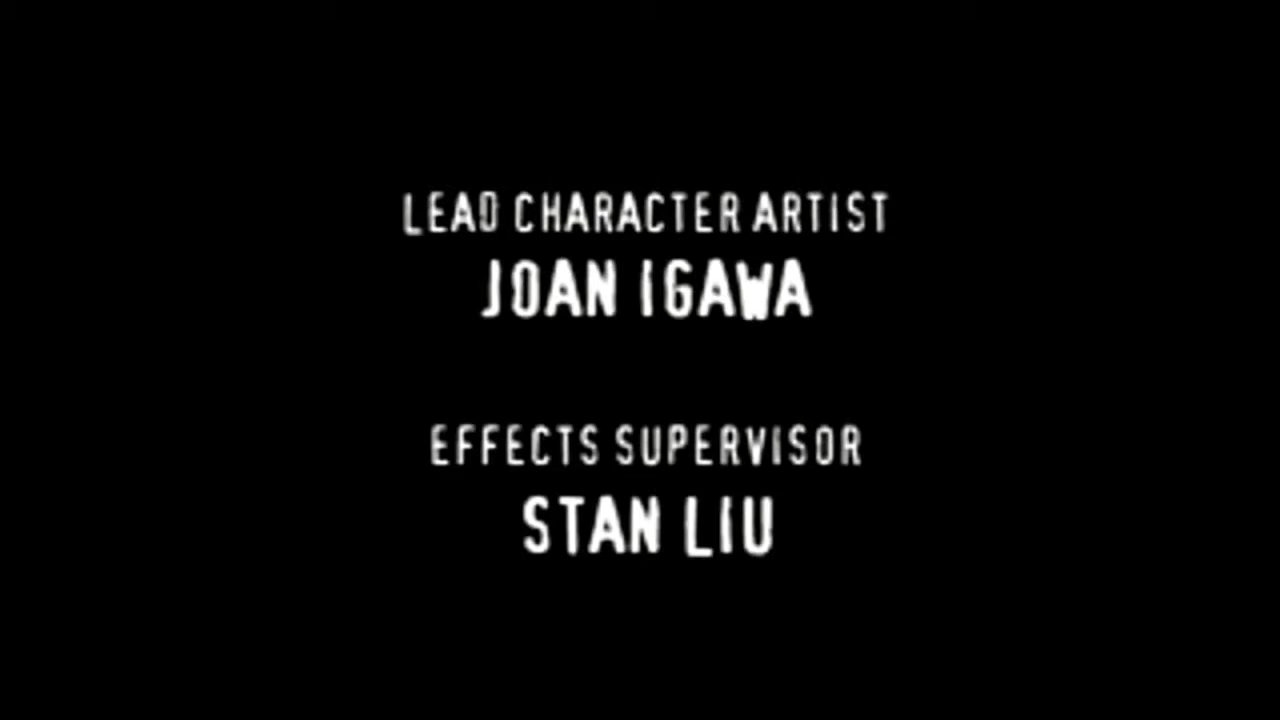 LEAD CHARACTER ARTIST
JOAN IGAWA
EFFECTS SUPERVISOR
STAN LIU